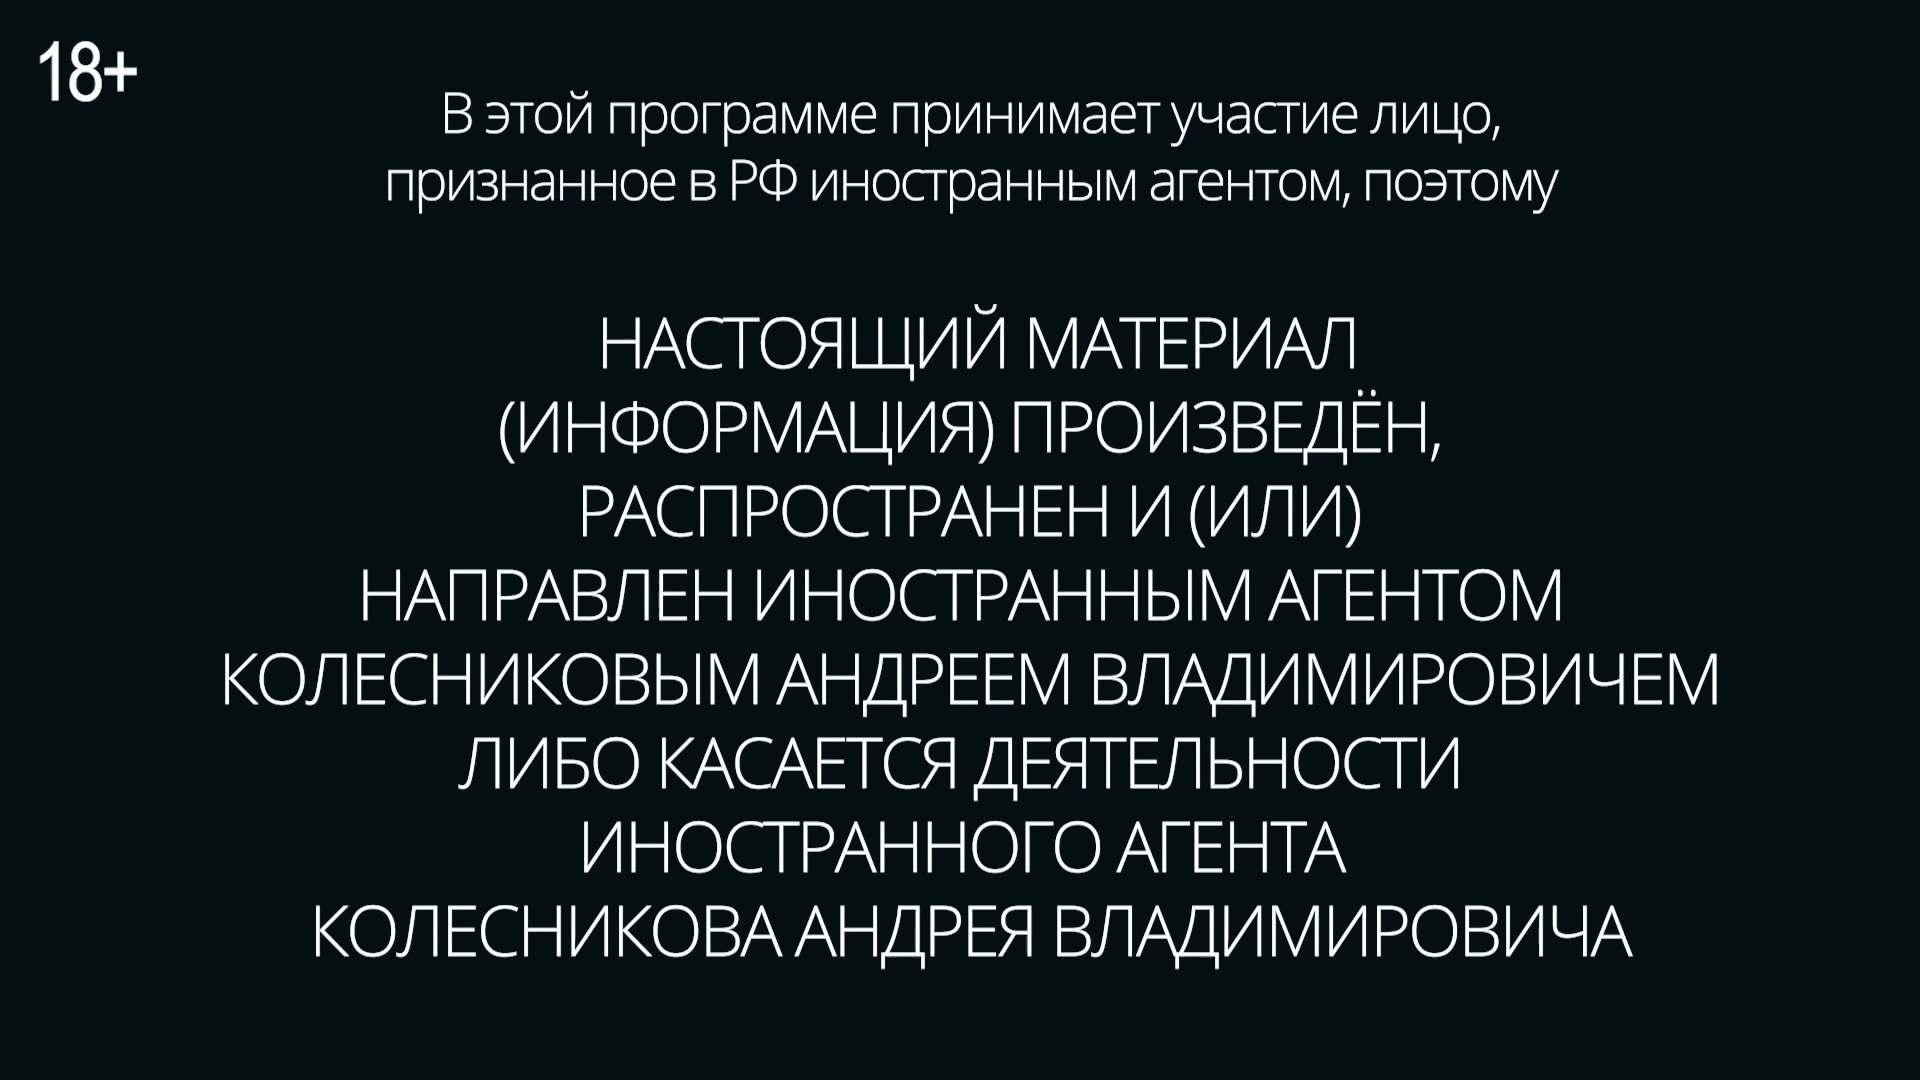 18+
В этой программе принимает участие лицо,
признанное в РФ иностранным агентом, поэтому
НАСТОЯЩИЙ МАТЕРИАЛ
(ИНФОРМАЦИЯ) ПРОИЗВЕДЁН,
РАСПРОСТРАНЕН И (ИЛИ)
НАПРАВЛЕН ИНОСТРАННЫМ АГЕНТОМ
КОЛЕСНИКОВЫМ АНДРЕЕМ ВЛАДИМИРОВИЧЕМ
ЛИБО КАСАЕТСЯ ДЕЯТЕЛЬНОСТИ
ИНОСТРАННОГО АГЕНТА
КОЛЕСНИКОВА АНДРЕЯ ВЛАДИМИРОВИЧА